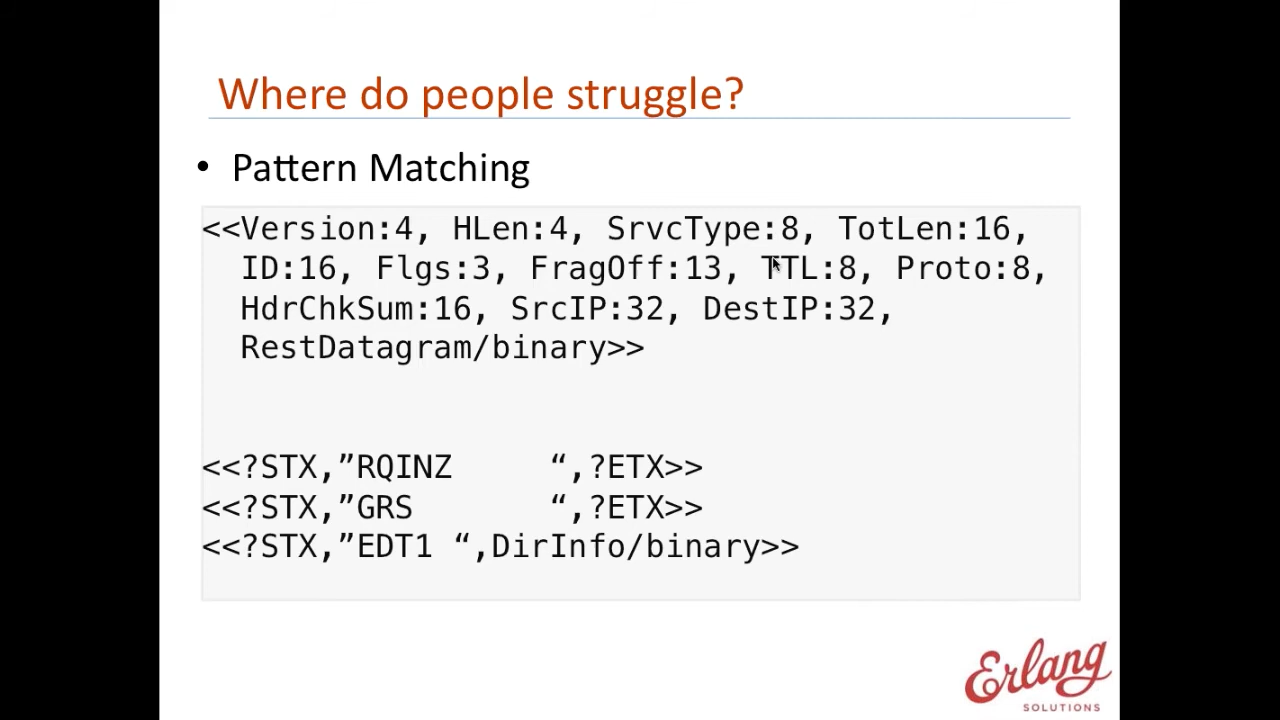 Where do people struggle?
• Pattern Matching
<<Version:4, HLen:4, SrvcType:8, TotLen:16,
ID:16, Flgs:3, FragOff:13, TTL:8, Proto:8,
HdrChkSum:16, SrcIP:32, DestIP:32,
RestDatagram/binary>>
<<?STX,”RQINZ     “,?ETX>>
<<?STX,”GRS       “,?ETX>>
<<?STX,”EDT1 “,DirInfo/binary>>
Erlang
SOLUTIONS